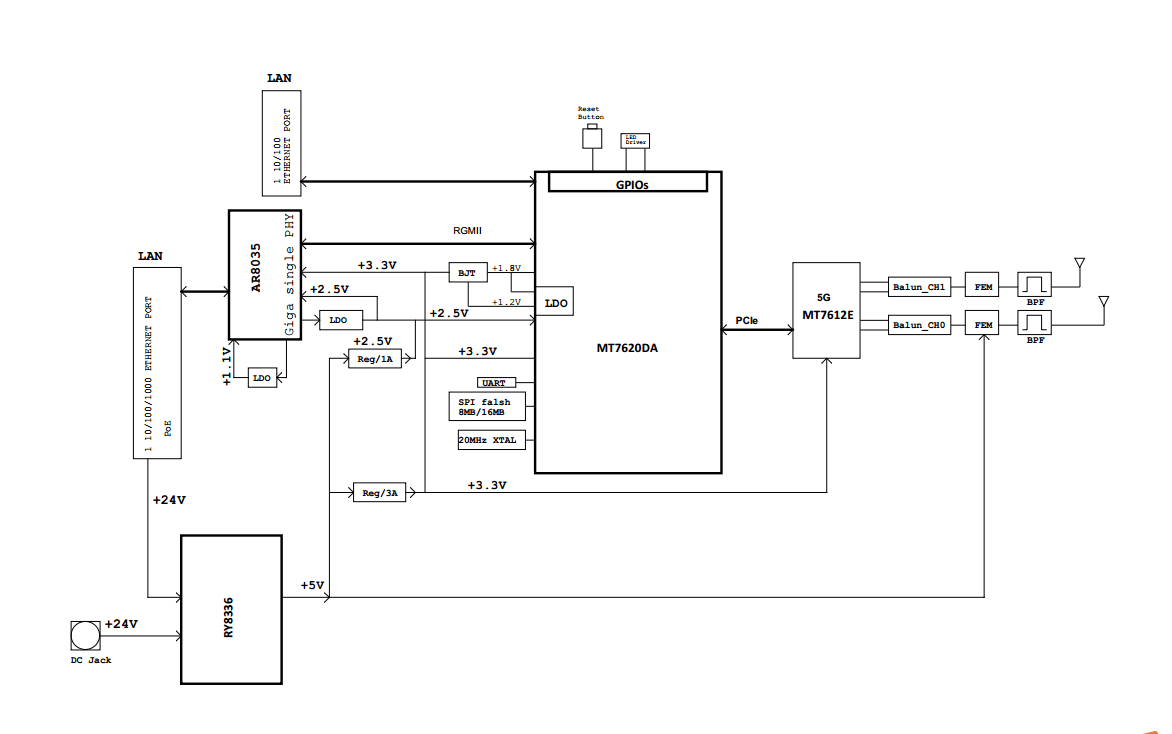 LAN
1 10/100
ETHERNET PORT
Reset
Button
LED
Driver
GPIOs
AR8035
Giga single PHY
RGMII
LAN
1 10/100/1000 ETHERNET PORT
PoE
+3.3V
BJT
+1.8V
+2.5V
+1.2V
LDO
LDO
+2.5V
+2.5V
Reg/1A
+3.3V
+1.1V
LDO
MT7620DA
UART
SPI falsh
8MB/16MB
20MHz XTAL
PCIe
5G
MT7612E
Balun_CH1
FEM
BPF
Balun_CH0
FEM
BPF
Reg/3A
+3.3V
+24V
+5V
RY8336
+24V
DC Jack